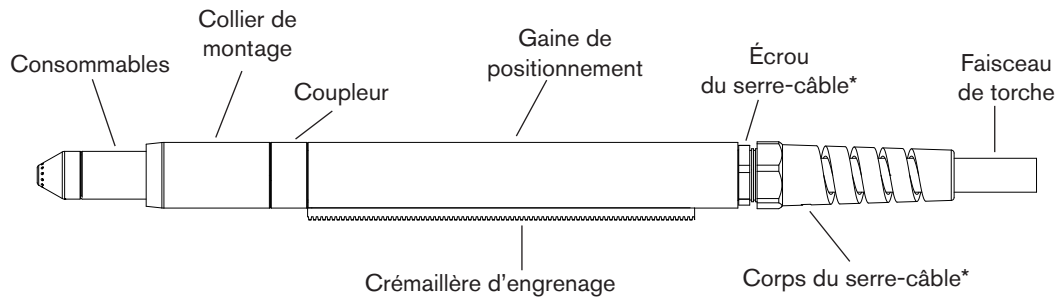 Consommables
Collier de
montage
Coupleur
Gaine de
positionnement
Écrou
du serre-câble*
Faisceau
de torche
Crémaillère d'engrenage
Corps du serre-câble*